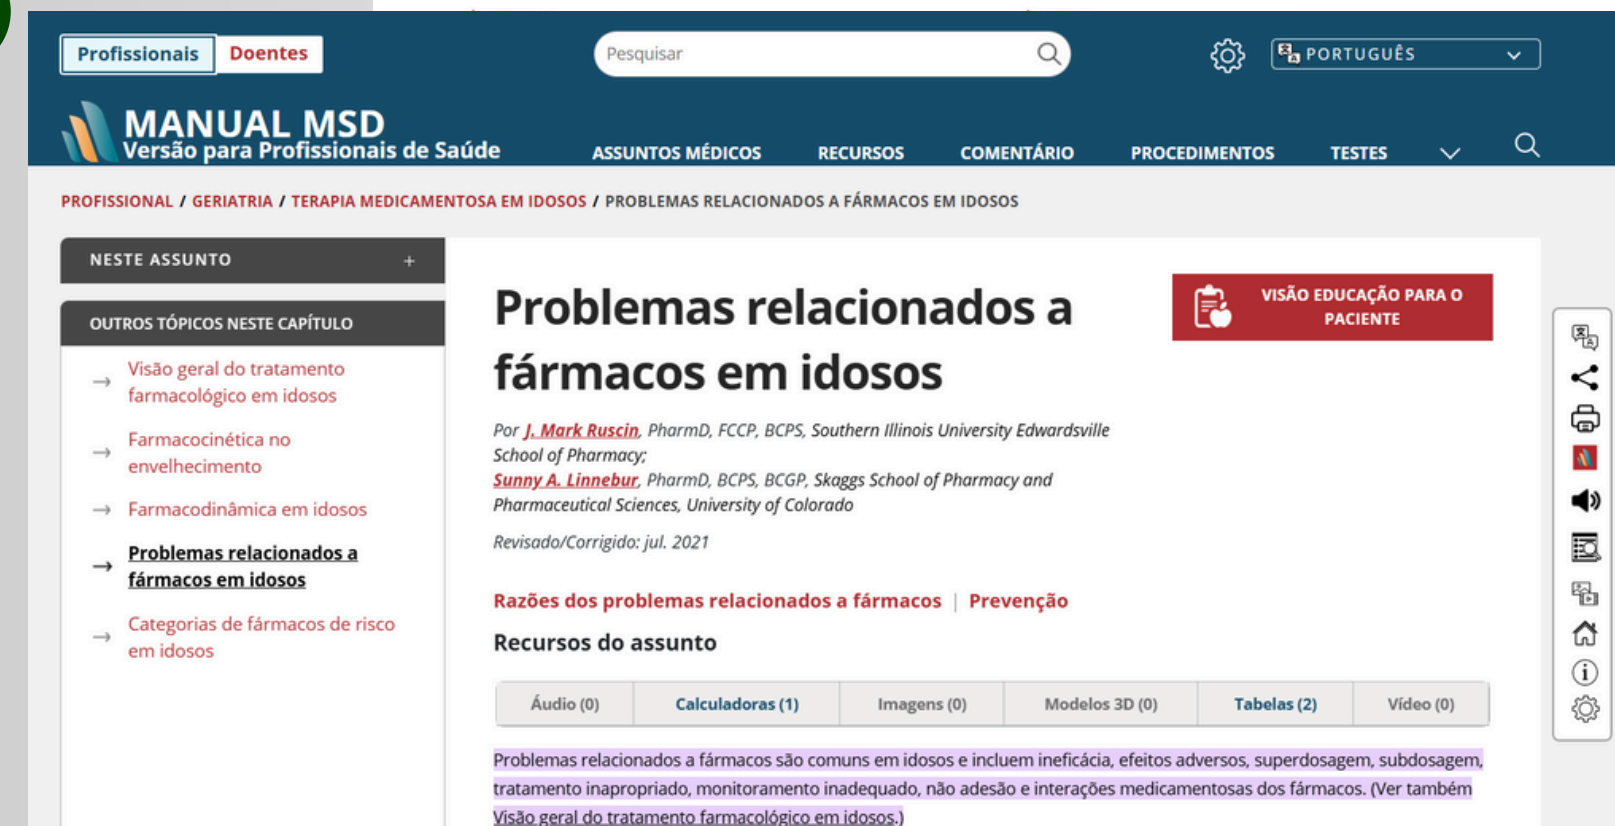 Profissionais Doentes
Pesquisar
PORTUGUÊS
MANUAL MSD
Versão para Profissionais de Saúde
ASSUNTOS MÉDICOS RECURSOS COMENTÁRIO PROCEDIMENTOS TESTES
PROFISSIONAL / GERIATRIA / TERAPIA MEDICAMENTOSA EM IDOSOS / PROBLEMAS RELACIONADOS A FÁRMACOS EM IDOSOS
NESTE ASSUNTO +
OUTROS TÓPICOS NESTE CAPÍTULO
→ Visão geral do tratamento
farmacológico em idosos
→ Farmacocinética no
envelhecimento
→ Farmacodinâmica em idosos
→ Problemas relacionados a
fármacos em idosos
→ Categorias de fármacos de risco
em idosos
Problemas relacionados a
fármacos em idosos
VISÃO EDUCAÇÃO PARA O
PACIENTE
Por J. Mark Ruscin, PharmD, FCCP, BCPS, Southern Illinois University Edwardsville
School of Pharmacy;
Sunny A. Linnebur, PharmD, BCPS, BCGP, Skaggs School of Pharmacy and
Pharmaceutical Sciences, University of Colorado
Revisado/Corrigido: jul. 2021
Razões dos problemas relacionados a fármacos | Prevenção
Recursos do assunto
Áudio (0) Calculadoras (1) Imagens (0) Modelos 3D (0) Tabelas (2) Vídeo (0)
Problemas relacionados a fármacos são comuns em idosos e incluem ineficácia, efeitos adversos, superdosagem, subdosagem,
tratamento inapropriado, monitoramento inadequado, não adesão e interações medicamentosas dos fármacos. (Ver também
Visão geral do tratamento farmacológico em idosos.)